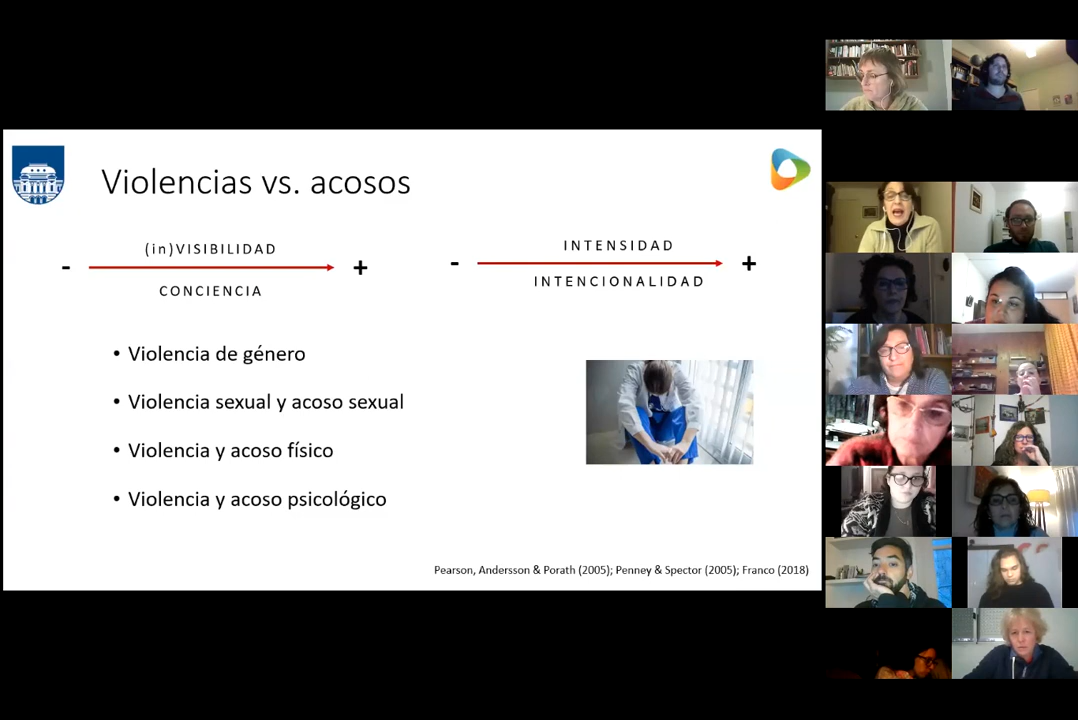 Violencias vs. acosos
(in)VISIBILIDAD
- +
CONCIENCIA
INTENSIDAD
- +
INTENCIONALIDAD
• Violencia de género
• Violencia sexual y acoso sexual
• Violencia y acoso físico
• Violencia y acoso psicológico
Pearson, Andersson & Porath (2005); Penney & Spector (2005); Franco (2018)